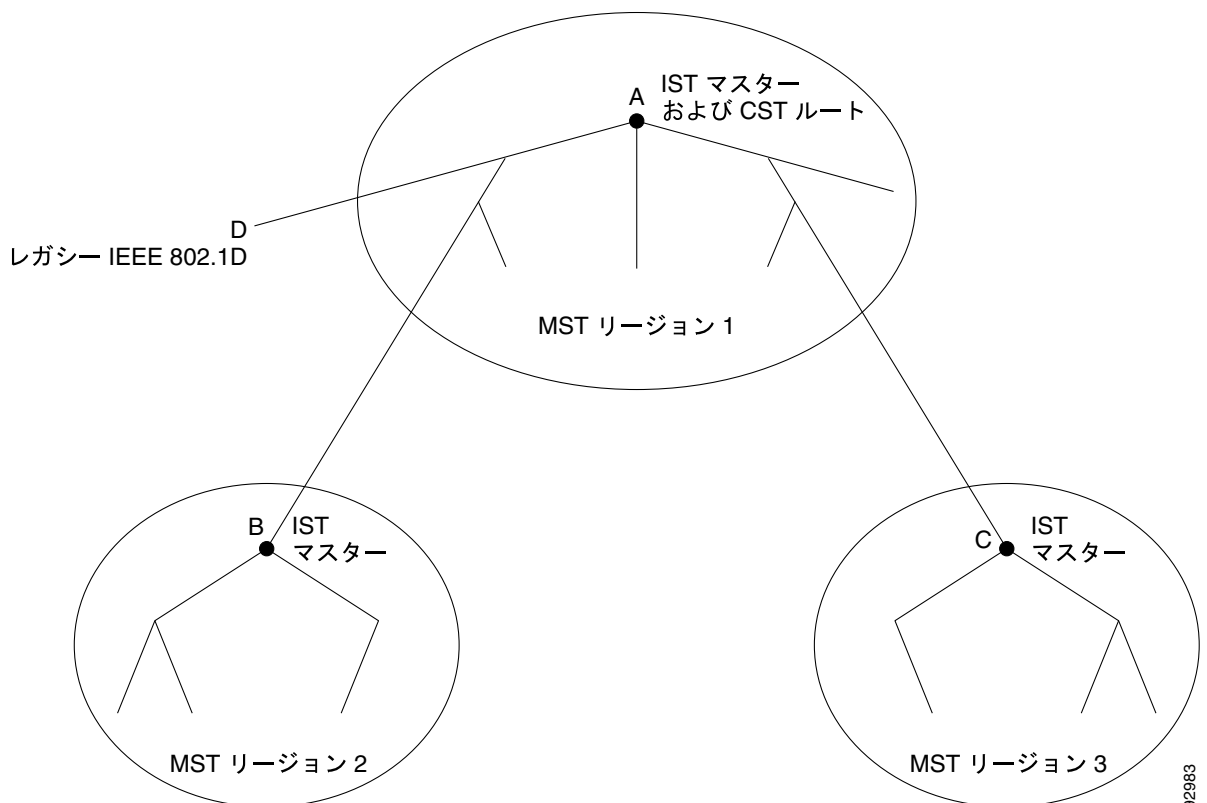 A
IST マスター
および CST ルート
D
レガシー IEEE 802.1D
MST リージョン 1
B
IST
マスター
C
IST
マスター
MST リージョン 2
MST リージョン 3